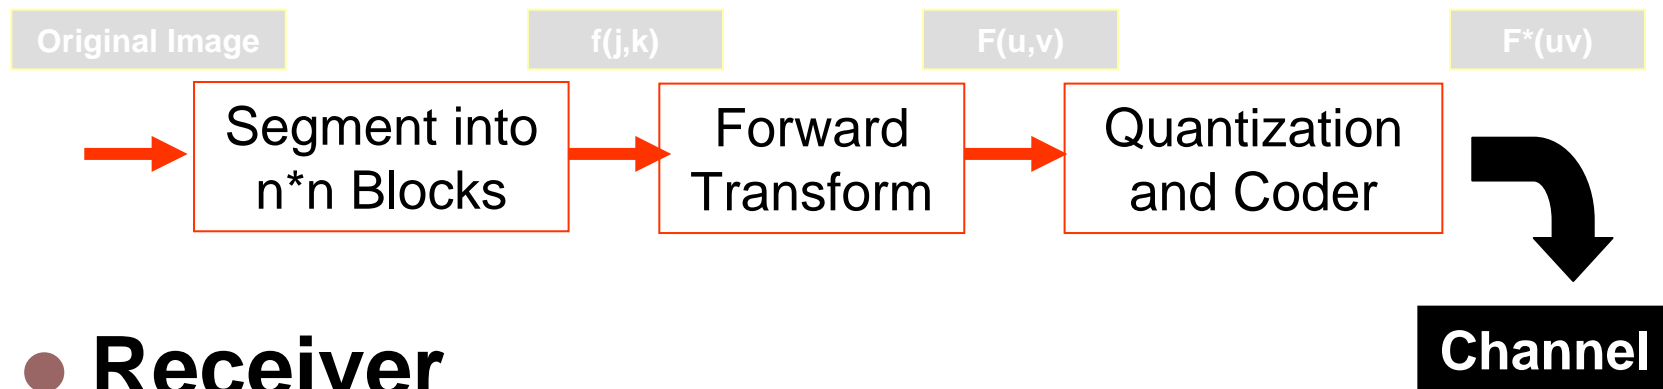 Original Image
f(j,k)
F(u,v)
F*(uv)
Segment into
n*n Blocks
Forward
Transform
Quantization
and Coder
Channel
Receiver